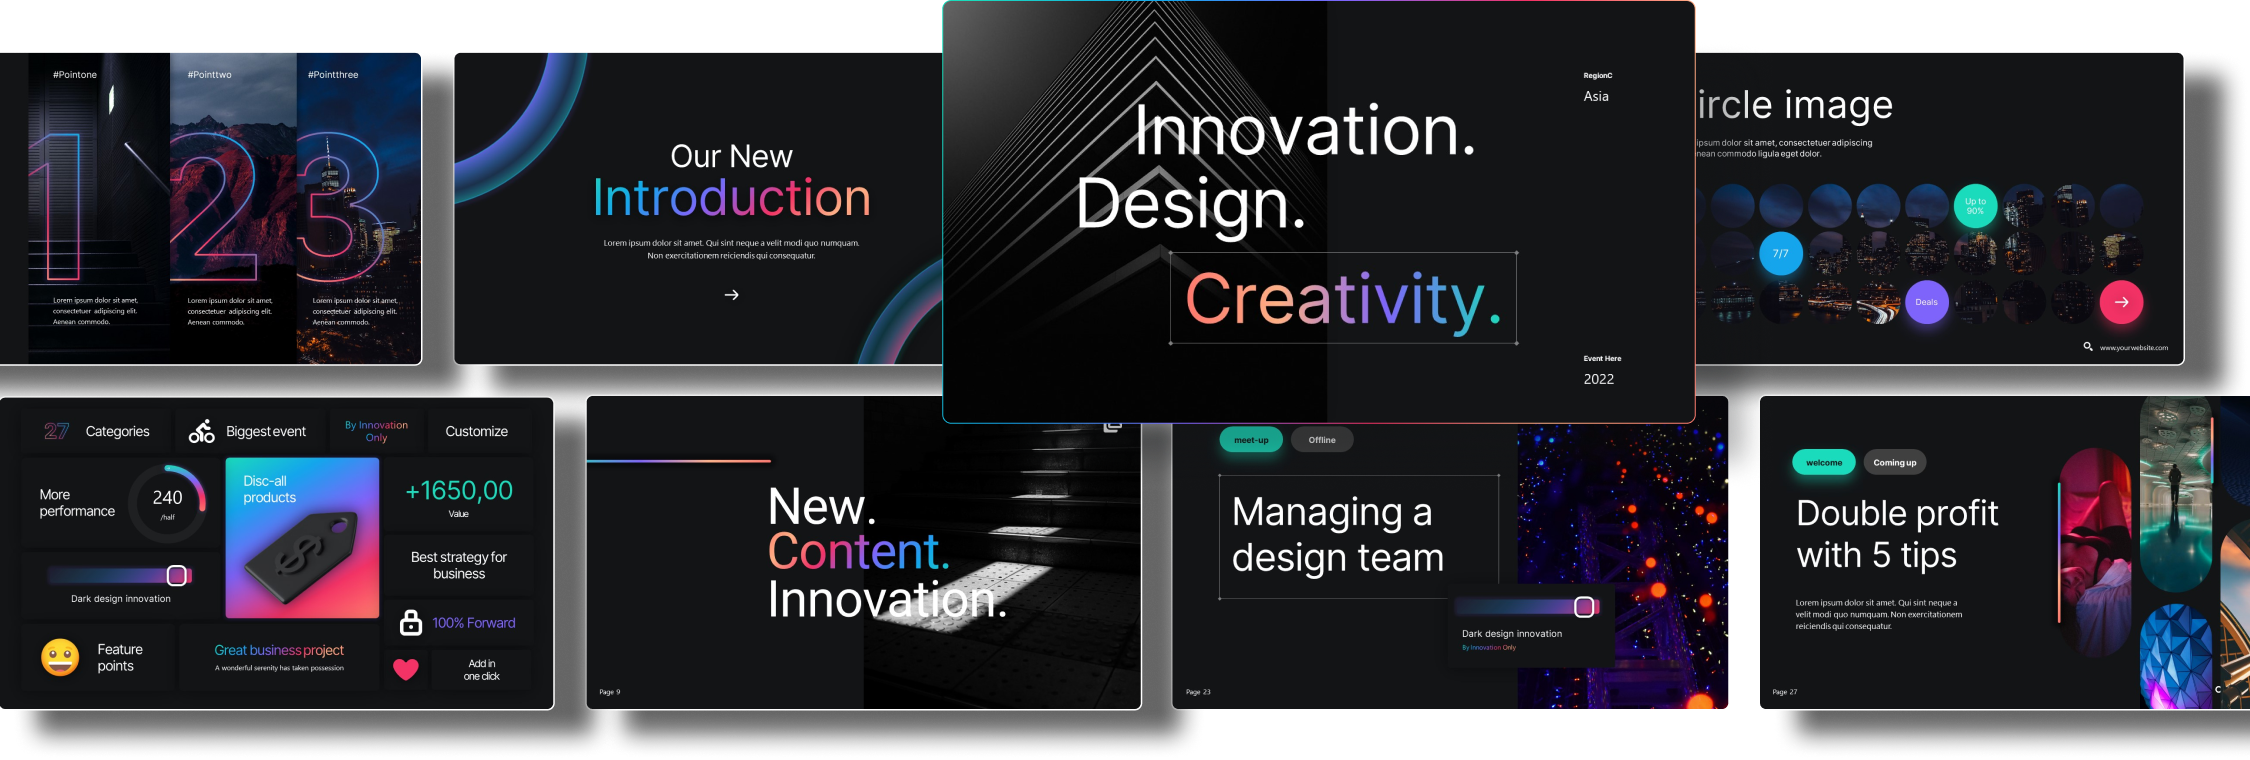 #Pointone
#Pointtwo
#Pointthree
1
2
3
Lorem ipsum dolor sit amet,
consectetuer adipiscing elit.
Aenean commodo.
Lorem ipsum dolor sit amet,
consectetuer adipiscing elit.
Aenean commodo.
Lorem ipsum dolor sit amet,
consectetuer adipiscing elit.
Aenean commodo.
Our New
Introduction
Lorem ipsum dolor sit amet. Qui sint neque a velit modi quo numquam.
Non exercitationem reiciendis qui consequatur.
Innovation.
Design.
Creativity.
RegionC
Asia
Event Here
2022
ircle image
ipsum dolor sit amet, consectetuer adipiscing
nean commodo ligula eget dolor.
Up to
90%
7/7
Deals
www.yourwebsite.com
27 Categories
Biggest event
By Innovation
Only
Customize
More
performance
240
/half
Disc-all
products
$
+1650,00
Value
Dark design innovation
Best strategy for
business
100% Forward
Feature
points
Great business project
A wonderful serenity has taken possession
Add in
one click
New.
Content.
Innovation.
Page 9
meet-up
Offline
Managing a
design team
Dark design innovation
By Innovation Only
Page 23
welcome
Coming up
Double profit
with 5 tips
Lorem ipsum dolor sit amet. Qui sint neque a
velit modi quo numquam. Non exercitationem
reiciendis qui consequatur.
Page 27
C